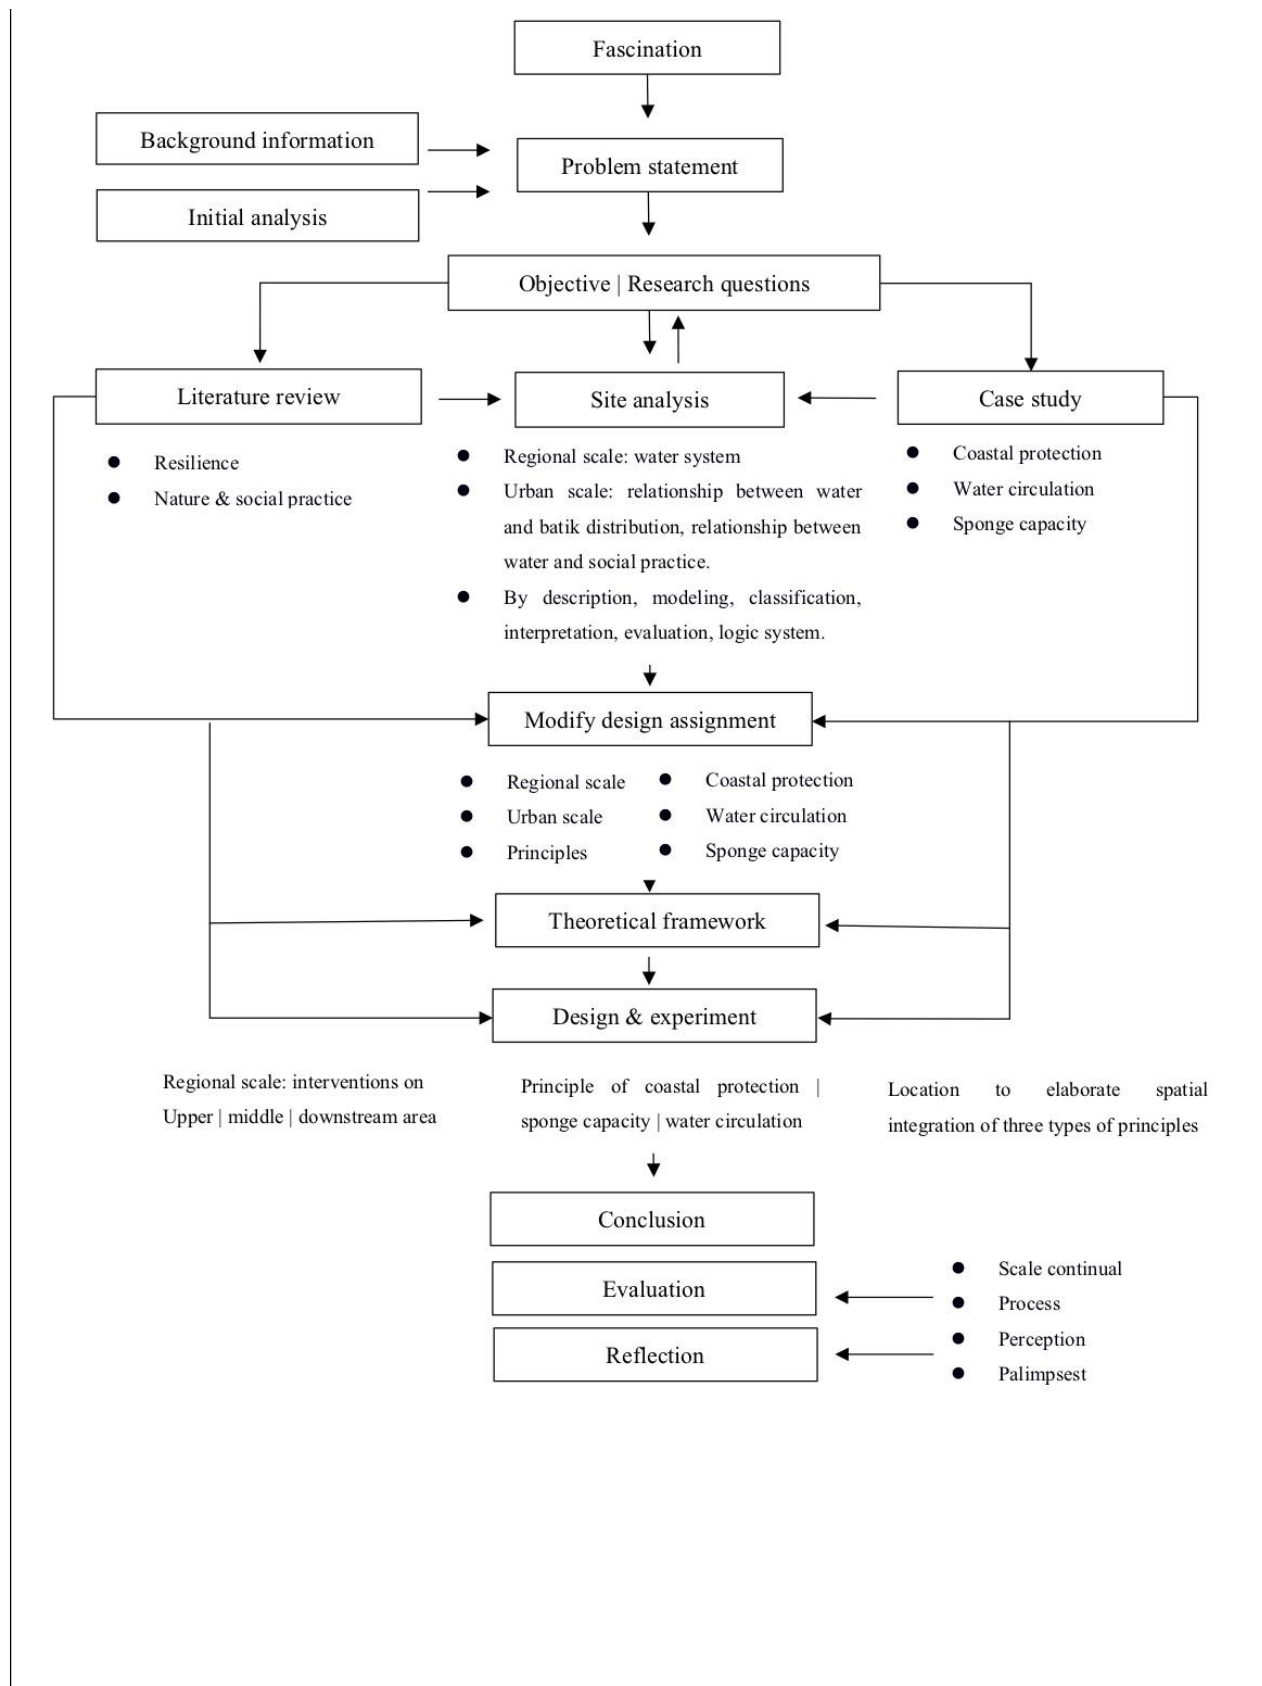 Fascination
Background information
Problem statement
Initial analysis
Objective | Research questions
Literature review
Site analysis
Case study
● Resilience
● Nature & social practice
● Regional scale: water system
● Urban scale: relationship between water
and batik distribution, relationship between
water and social practice.
● By description, modeling, classification,
interpretation, evaluation, logic system.
● Coastal protection
● Water circulation
● Sponge capacity
Modify design assignment
● Regional scale
● Urban scale
● Principles
● Coastal protection
● Water circulation
● Sponge capacity
Theoretical framework
Design & experiment
Regional scale: interventions on
Upper | middle | downstream area
Principle of coastal protection |
sponge capacity | water circulation
Location to elaborate spatial
integration of three types of principles
Conclusion
Evaluation
Reflection
● Scale continual
● Process
● Perception
● Palimpsest